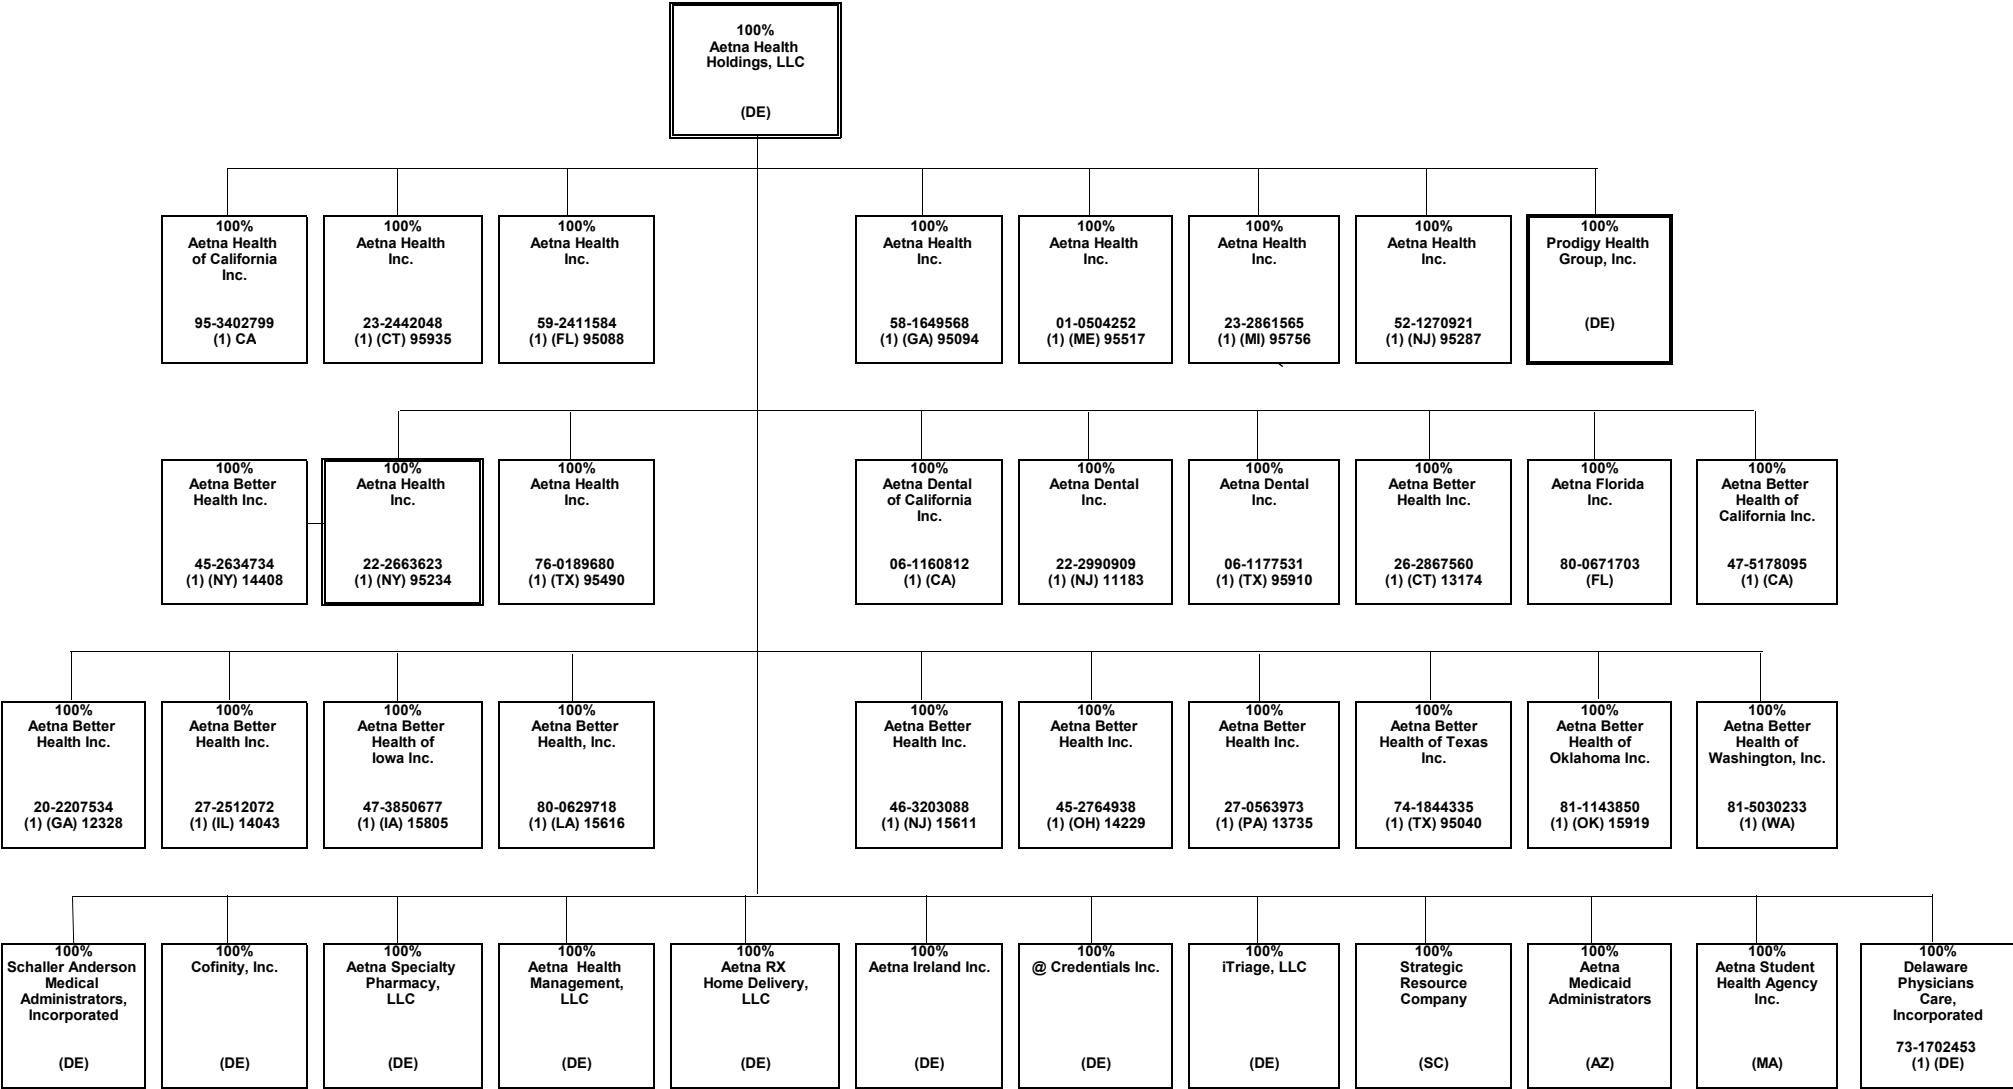 100%
Aetna Health
Holdings, LLC
(DE)
100%
Aetna Health
of California
Inc.
95-3402799
(1) CA
100%
Aetna Health
Inc.
23-2442048
(1) (CT) 95935
100%
Aetna Health
Inc.
59-2411584
(1) (FL) 95088
100%
Aetna Health
Inc.
58-1649568
(1) (GA) 95094
100%
Aetna Health
Inc.
01-0504252
(1) (ME) 95517
100%
Aetna Health
Inc.
23-2861565
(1) (MI) 95756
100%
Aetna Health
Inc.
52-1270921
(1) (NJ) 95287
100%
Prodigy Health
Group, Inc.
(DE)
100%
Aetna Better
Health Inc.
45-2634734
(1) (NY) 14408
100%
Aetna Health
Inc.
22-2663623
(1) (NY) 95234
100%
Aetna Health
Inc.
76-0189680
(1) (TX) 95490
100%
Aetna Dental
of California
Inc.
06-1160812
(1) (CA)
100%
Aetna Dental
Inc.
22-2990909
(1) (NJ) 11183
100%
Aetna Dental
Inc.
06-1177531
(1) (TX) 95910
100%
Aetna Better
Health Inc.
26-2867560
(1) (CT) 13174
100%
Aetna Florida
Inc.
80-0671703
(FL)
100%
Aetna Better
Health of
California Inc.
47-5178095
(1) (CA)
100%
Aetna Better
Health Inc.
20-2207534
(1) (GA) 12328
100%
Aetna Better
Health Inc.
27-2512072
(1) (IL) 14043
100%
Aetna Better
Health of
Iowa Inc.
47-3850677
(1) (IA) 15805
100%
Aetna Better
Health, Inc.
80-0629718
(1) (LA) 15616
100%
Aetna Better
Health Inc.
46-3203088
(1) (NJ) 15611
100%
Aetna Better
Health Inc.
45-2764938
(1) (OH) 14229
100%
Aetna Better
Health Inc.
27-0563973
(1) (PA) 13735
100%
Aetna Better
Health of Texas
Inc.
74-1844335
(1) (TX) 95040
100%
Aetna Better
Health of
Oklahoma Inc.
81-1143850
(1) (OK) 15919
100%
Aetna Better
Health of
Washington, Inc.
81-5030233
(1) (WA)
100%
Schaller Anderson
Medical
Administrators,
Incorporated
(DE)
100%
Cofinity, Inc.
(DE)
100%
Aetna Specialty
Pharmacy,
LLC
(DE)
100%
Aetna Health
Management,
LLC
(DE)
100%
Aetna RX
Home Delivery,
LLC
(DE)
100%
Aetna Ireland Inc.
(DE)
100%
@ Credentials Inc.
(DE)
100%
iTriage, LLC
(DE)
100%
Strategic
Resource
Company
(SC)
100%
Aetna
Medicaid
Administrators
(AZ)
100%
Aetna Student
Health Agency
Inc.
(MA)
100%
Delaware
Physicians
Care,
Incorporated
73-1702453
(1) (DE)